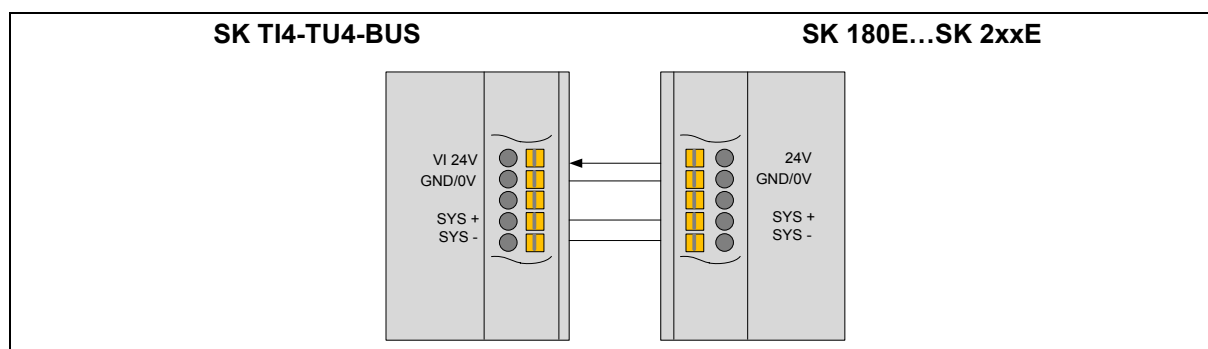 SK TI4-TU4-BUS SK 180E…SK 2xxE
VI 24V 24V
GND/0V GND/0V
SYS + SYS +
SYS - SYS -